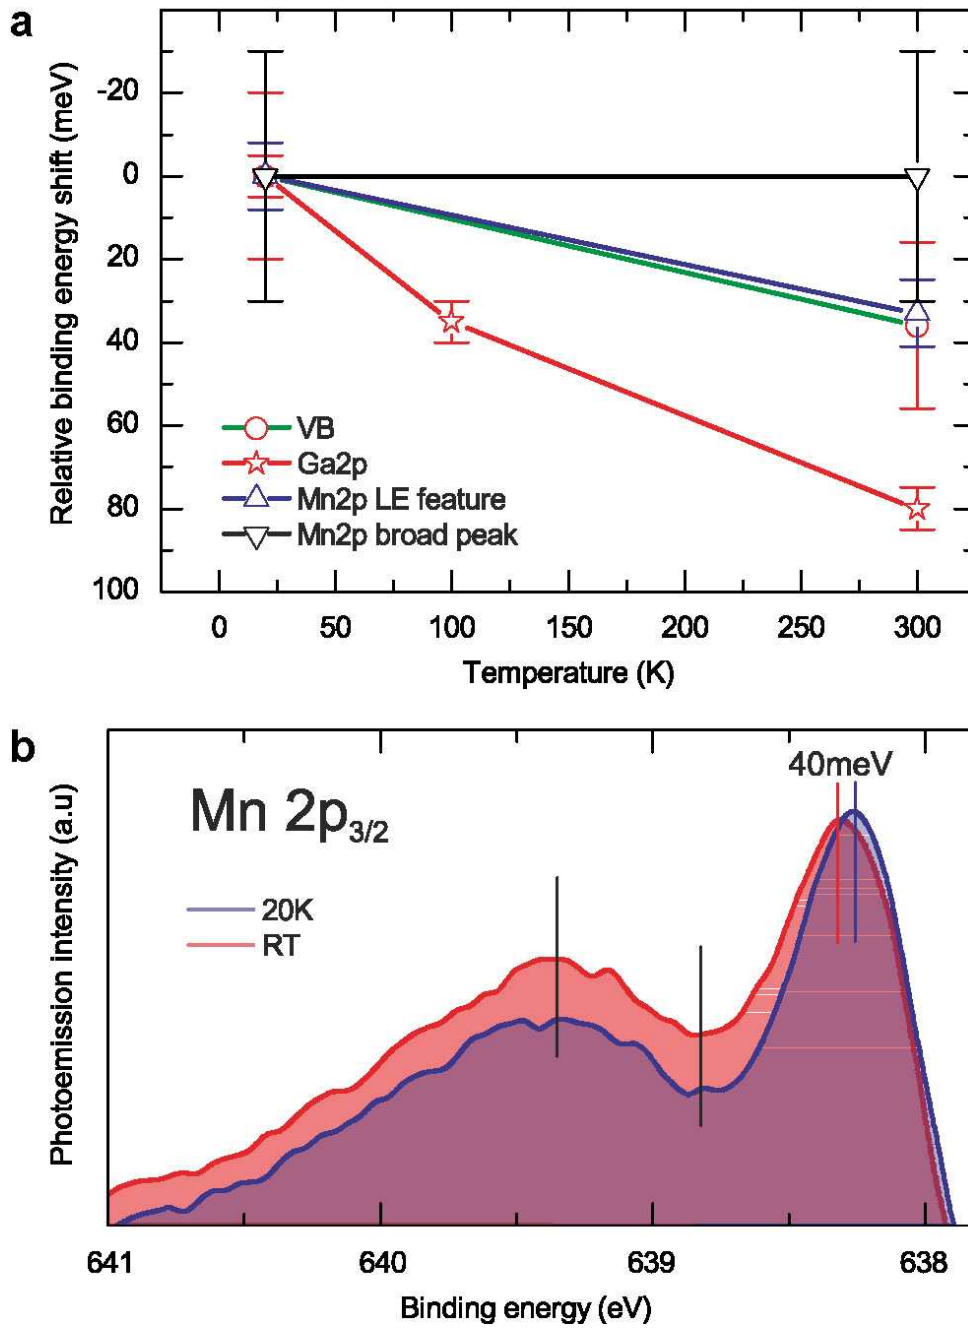 a
Relative binding energy shift (meV)
-20
0
20
40
60
80
100
VB
Ga2p
Mn2p LE feature
Mn2p broad peak
0 50 100 150 200 250 300
Temperature (K)
b
Photoemission intensity (a.u)
Mn 2p3/2
20K
RT
40meV
641 640 639 638
Binding energy (eV)